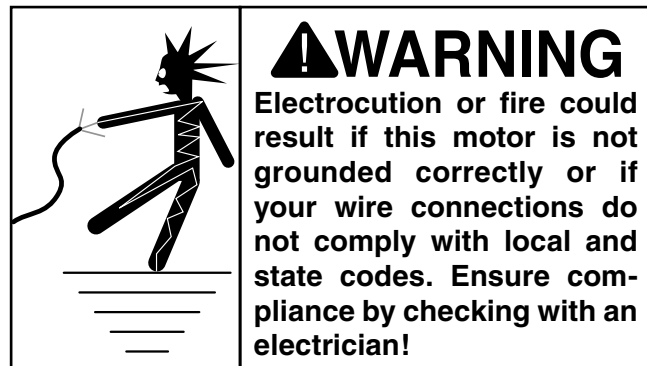 WARNING
Electrocution or fire could
result if this motor is not
grounded correctly or if
your wire connections do
not comply with local and
state codes. Ensure com-
pliance by checking with an
electrician!